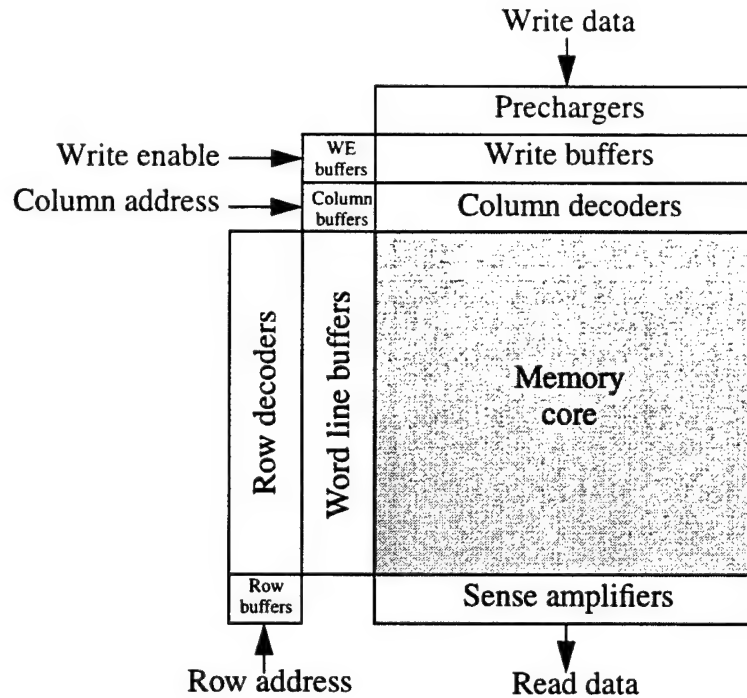 Write data
Prechargers
Write enable
WE
buffers
Write buffers
Column address
Column
buffers
Column decoders
Row decoders
Word line buffers
Memory
core
Row
buffers
Sense amplifiers
Row address
Read data